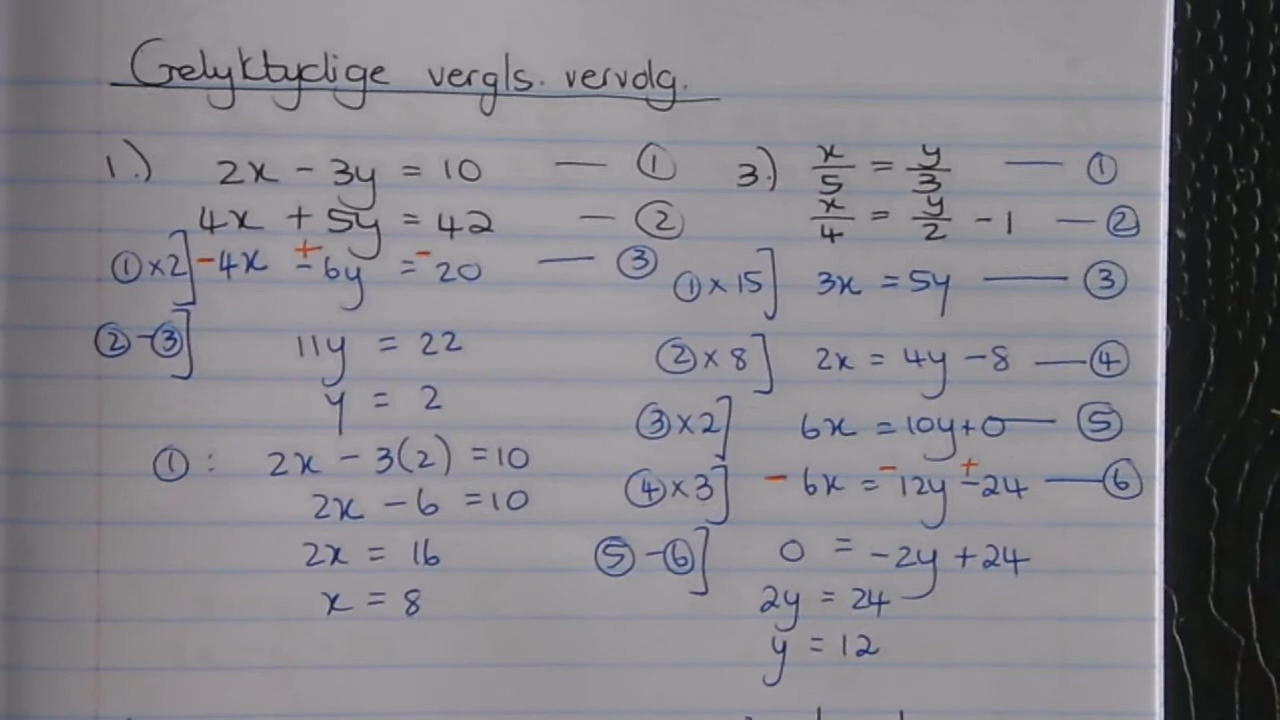 Gelyktydige vergls. vervolg.
1.) 2x - 3y = 10 — ①
4x + 5y = 42 — ②
①×2] - 4x +- 6y = - 20 — ③
②-③] 11y = 22
y = 2
①: 2x - 3(2) = 10
2x - 6 = 10
2x = 16
x = 8
3.) x/5 = y/3 — ①
x/4 = y/2 - 1 — ②
①×15] 3x = 5y — ③
②×8] 2x = 4y - 8 — ④
③×2] 6x = 10y + 0 — ⑤
④×3] - 6x = - 12y +- 24 — ⑥
⑤-⑥] 0 = -2y + 24
2y = 24
y = 12